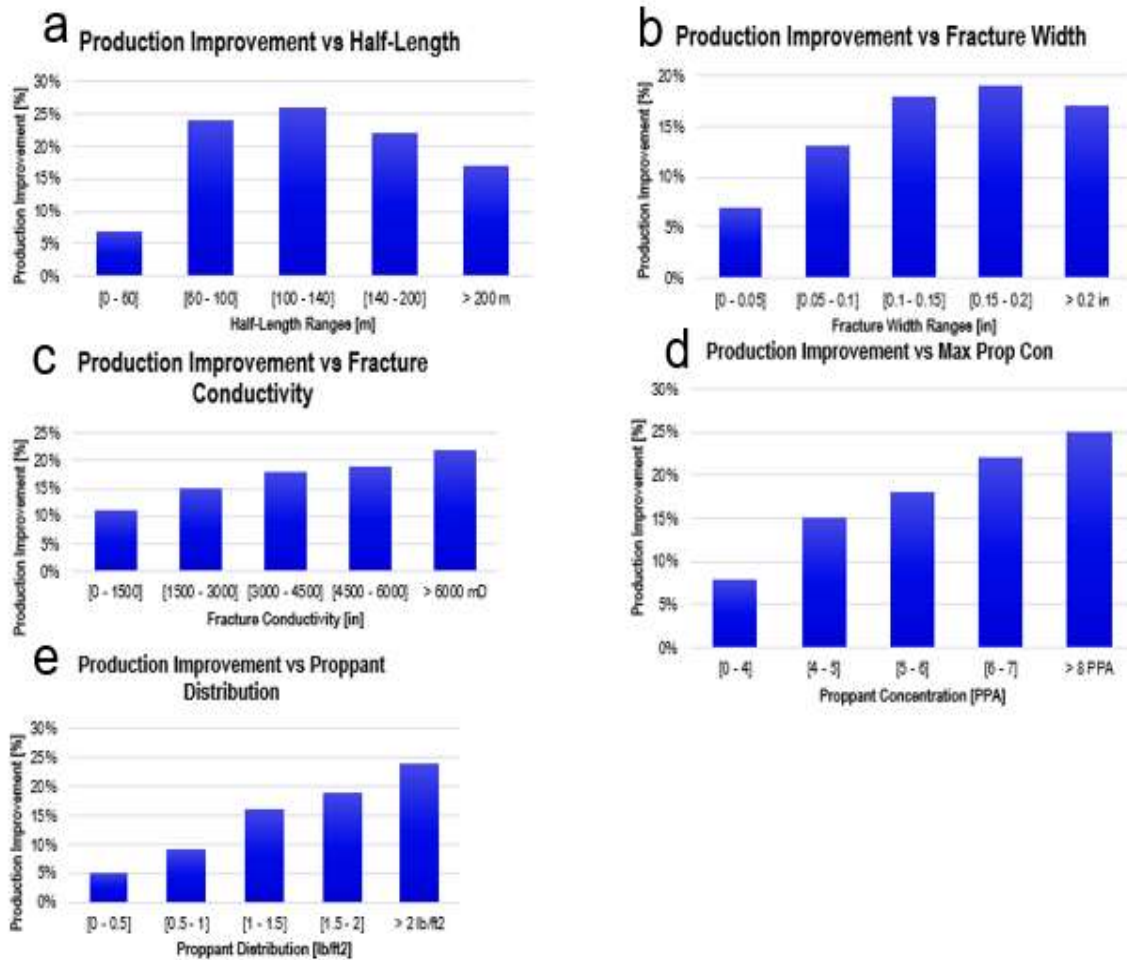 a
Production Improvement vs Half-Length
Production Improvement [%]
30%
25%
20%
15%
10%
5%
0%
[0 - 60]
[60 - 100]
[100 - 140]
[140 - 200]
> 200 m
Half-Length Ranges [m]
b
Production Improvement vs Fracture Width
Production Improvement [%]
20%
15%
10%
5%
0%
[0 - 0.05]
[0.05 - 0.1]
[0.1 - 0.15]
[0.15 - 0.2]
> 0.2 in
Fracture Width Ranges [in]
c
Production Improvement vs Fracture
Conductivity
Production Improvement [%]
25%
20%
15%
10%
5%
0%
[0 - 1500]
[1500 - 3000]
[3000 - 4500]
[4500 - 6000]
> 6000 mD
Fracture Conductivity [in]
d
Production Improvement vs Max Prop Con
Production Improvement [%]
30%
25%
20%
15%
10%
5%
0%
[0 - 4]
[4 - 5]
[5 - 6]
[6 - 7]
> 8 PPA
Proppant Concentration [PPA]
e
Production Improvement vs Proppant
Distribution
Production Improvement [%]
30%
25%
20%
15%
10%
5%
0%
[0 - 0.5]
[0.5 - 1]
[1 - 1.5]
[1.5 - 2]
> 2 lb/ft2
Proppant Distribution [lb/ft2]